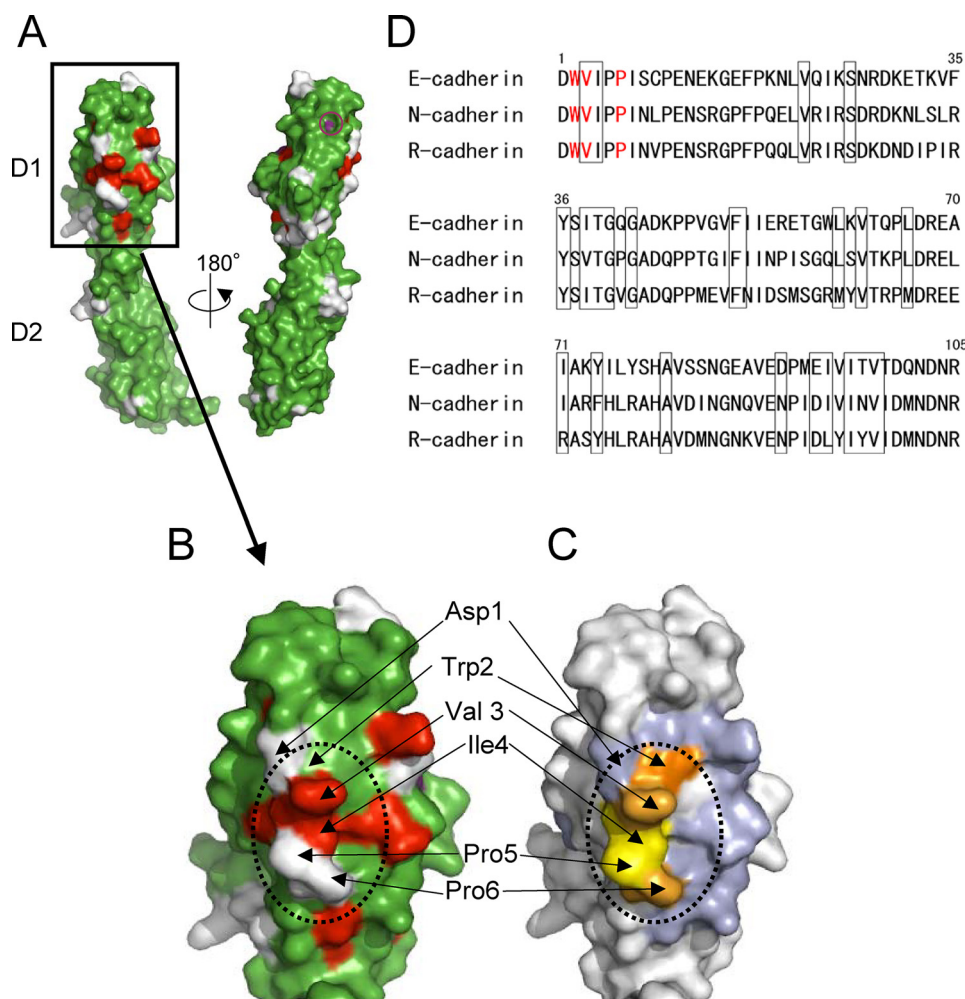 A
D
1 35
E-cadherin DWVIPPISCPENEKGEFPKNLVQIKSNRDKETKVF
N-cadherin DWVIPPINLPENSRGPFPQELVRIRSDRDKNLSLR
R-cadherin DWVIPPINVPENSRGPFPQQLVRIRSDKDNDIPIR
D1
36 70
E-cadherin YSITGQGADKPPVGVFIIERETGWLKVTQPLDREA
N-cadherin YSVTGPGADQPPTGIFIINPISGQLSVTKPLDREL
R-cadherin YSITGVGADQPPMEVFNIDSMSGRMYVTRPMDREE
180°
D2
71 105
E-cadherin IAKYILYSHAVSSNGEAVEDPMEIVITVTDQNDNR
N-cadherin IARFHLRAHAVDINGNQVENPIDIVINVIDMNDNR
R-cadherin RASYHLRAHAVDMNGNKVENPIDLYIYVIDMNDNR
B
C
Asp1
Trp2
Val 3
Ile4
Pro5
Pro6